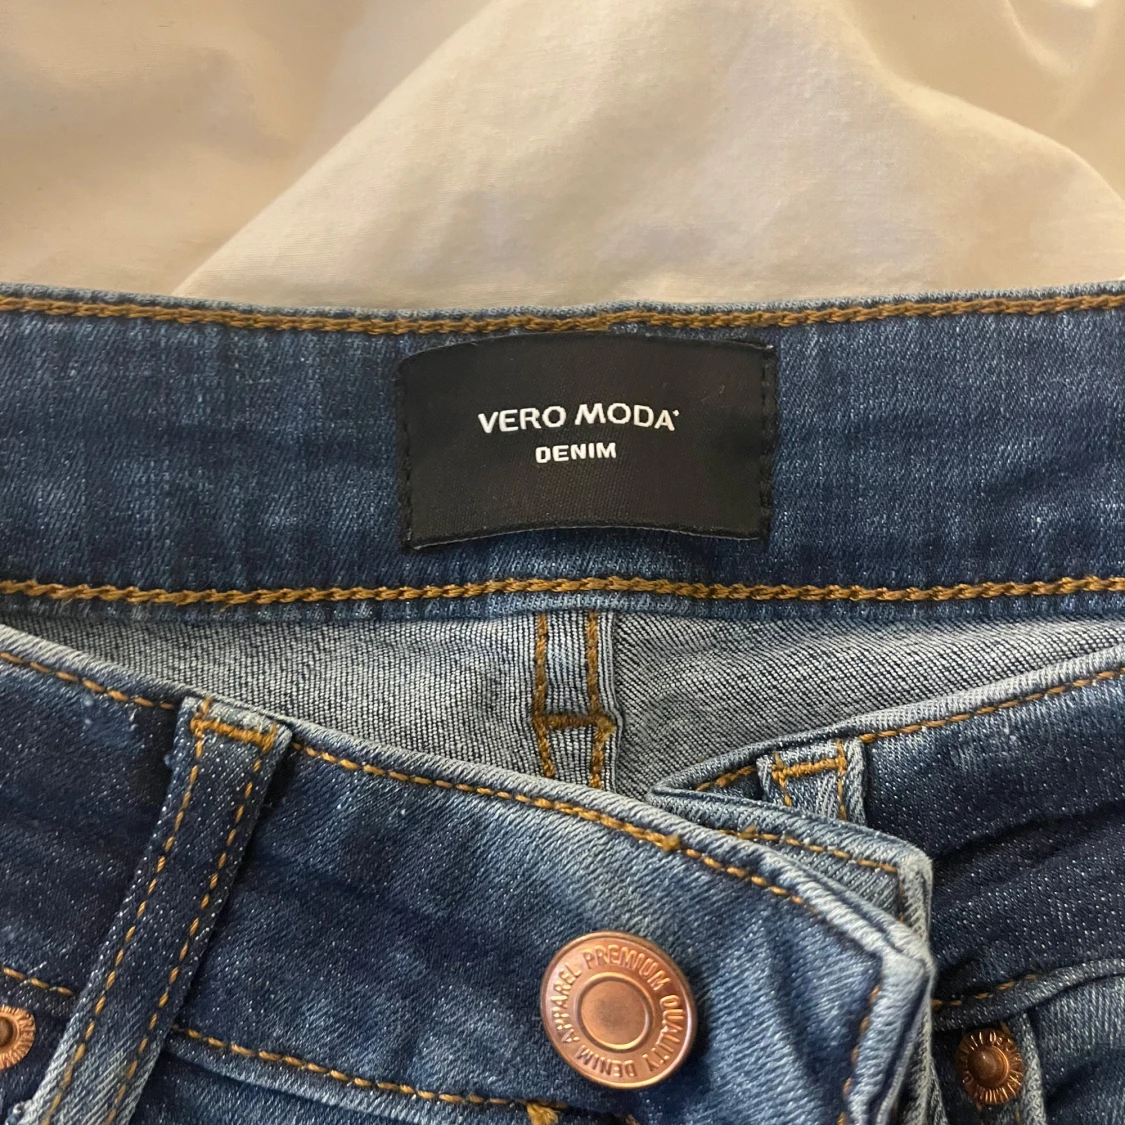 VERO MODA
DENIM
PREMIUM QUALITY DENIM APPAREL